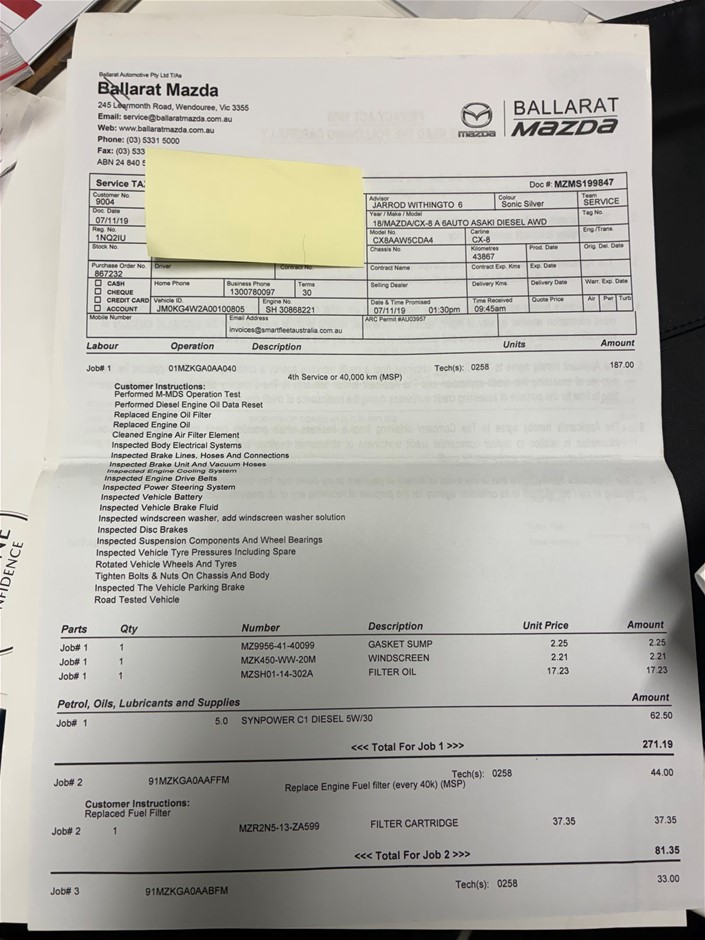 Ballarat Automotive Pty Ltd T/As
Ballarat Mazda
245 Learmonth Road, Wendouree, Vic 3355
Email: service@ballaratmazda.com.au
Web: www.ballaratmazda.com.au
Phone: (03) 5331 5000
Fax: (03) 533
ABN 24 840 5
mazda
BALLARAT
mazda
Service TA
Doc #: MZMS199847
Customer No.
9004
Advisor
JARROD WITHINGTO 6
Colour
Sonic Silver
Team
SERVICE
Doc. Date
07/11/19
Year / Make / Model
18/MAZDA/CX-8 A 6AUTO ASAKI DIESEL AWD
Tag No.
Reg. No.
1NQ2IU
Model No.
CX8AAW5CDA4
Carline
CX-8
Eng./Trans.
Stock No.
Chassis No.
Kilometres
43867
Prod. Date
Orig. Del. Date
Purchase Order No.
867232
Driver
Contract No.
Contract Name
Contract Exp. Kms
Exp. Date
CASH
CHEQUE
CREDIT CARD
ACCOUNT
Home Phone
Business Phone
1300780097
Terms
30
Selling Dealer
Delivery Kms
Delivery Date
Warr. Exp. Date
Vehicle ID.
JM0KG4W2A00100805
Engine No.
SH 30868221
Date & Time Promised
07/11/19 01:30pm
Time Received
09:45am
Quote Price
Air Pwr Turb
Mobile Number
Email Address
invoices@smartfleetaustralia.com.au
ARC Permit #AU03957
Labour Operation Description Units Amount
Job# 1 01MZKGA0AA040 Tech(s): 0258 187.00
4th Service or 40,000 km (MSP)
Customer Instructions:
Performed M-MDS Operation Test
Performed Diesel Engine Oil Data Reset
Replaced Engine Oil Filter
Replaced Engine Oil
Cleaned Engine Air Filter Element
Inspected Body Electrical Systems
Inspected Brake Lines, Hoses And Connections
Inspected Brake Unit And Vacuum Hoses
Inspected Engine Cooling System
Inspected Engine Drive Belts
Inspected Power Steering System
Inspected Vehicle Battery
Inspected Vehicle Brake Fluid
Inspected windscreen washer, add windscreen washer solution
Inspected Disc Brakes
Inspected Suspension Components And Wheel Bearings
Inspected Vehicle Tyre Pressures Including Spare
Rotated Vehicle Wheels And Tyres
Tighten Bolts & Nuts On Chassis And Body
Inspected The Vehicle Parking Brake
Road Tested Vehicle
Parts Qty Number Description Unit Price Amount
Job# 1 1 MZ9956-41-40099 GASKET SUMP 2.25 2.25
Job# 1 1 MZK450-WW-20M WINDSCREEN 2.21 2.21
Job# 1 1 MZSH01-14-302A FILTER OIL 17.23 17.23
Petrol, Oils, Lubricants and Supplies Amount
Job# 1 5.0 SYNPOWER C1 DIESEL 5W/30 62.50
<<< Total For Job 1 >>> 271.19
Job# 2 91MZKGA0AAFFM Tech(s): 0258 44.00
Replace Engine Fuel filter (every 40k) (MSP)
Customer Instructions:
Replaced Fuel Filter
Job# 2 1 MZR2N5-13-ZA599 FILTER CARTRIDGE 37.35 37.35
<<< Total For Job 2 >>> 81.35
Job# 3 91MZKGA0AABFM Tech(s): 0258 33.00